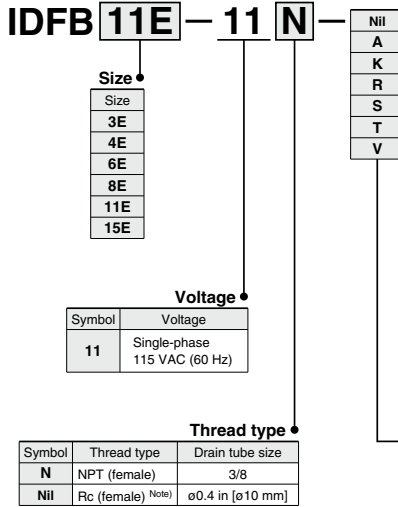 IDFB 11E — 11 N —
Nil
A
K
R
S
T
V
Size
Size
3E
4E
6E
8E
11E
15E
Voltage
Symbol Voltage
11 Single-phase
115 VAC (60 Hz)
Thread type
Symbol Thread type Drain tube size
N NPT (female) 3/8
Nil Rc (female) Note) ø0.4 in [ø10 mm]